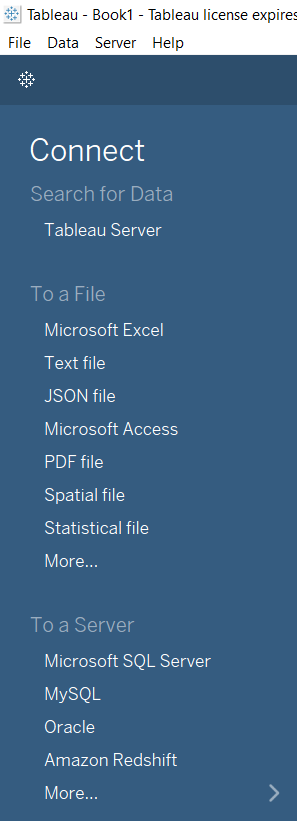 Tableau - Book1 - Tableau license expires
File Data Server Help
Connect
Search for Data
Tableau Server
To a File
Microsoft Excel
Text file
JSON file
Microsoft Access
PDF file
Spatial file
Statistical file
More...
To a Server
Microsoft SQL Server
MySQL
Oracle
Amazon Redshift
More...